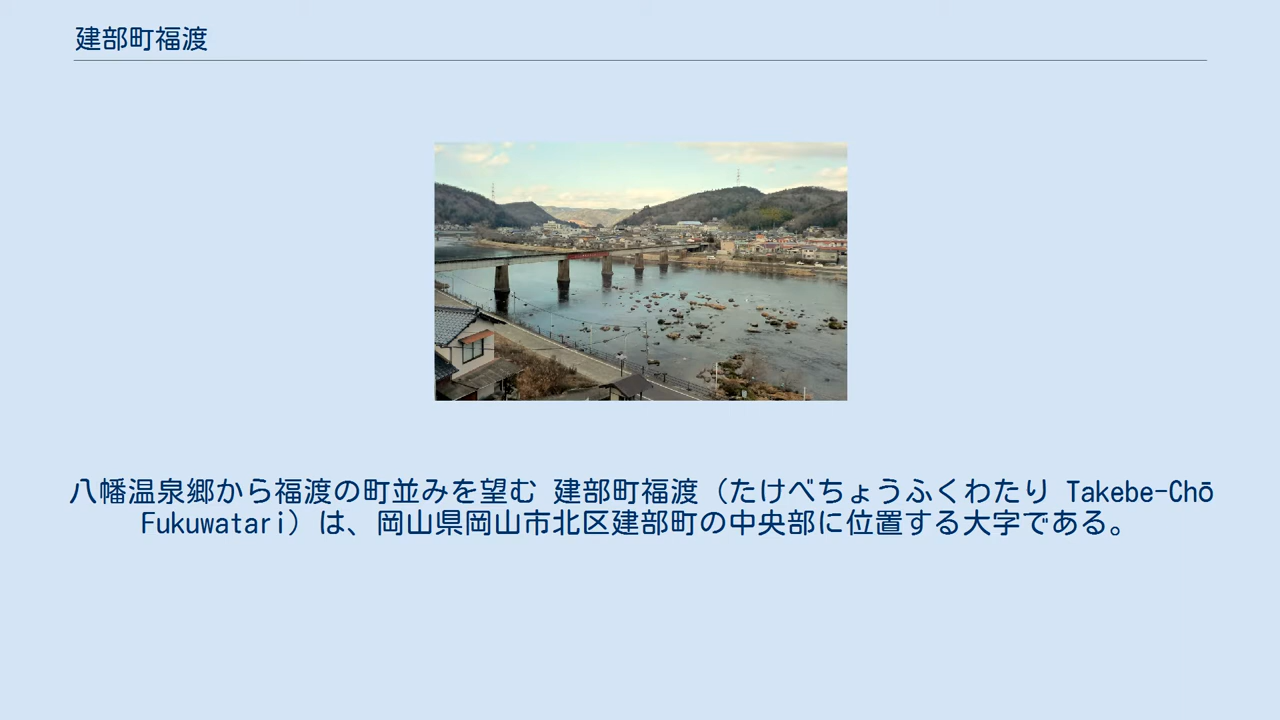 建部町福渡
八幡温泉郷から福渡の町並みを望む 建部町福渡（たけべちょうふくわたり Takebe-Chō
Fukuwatari）は、岡山県岡山市北区建部町の中央部に位置する大字である。